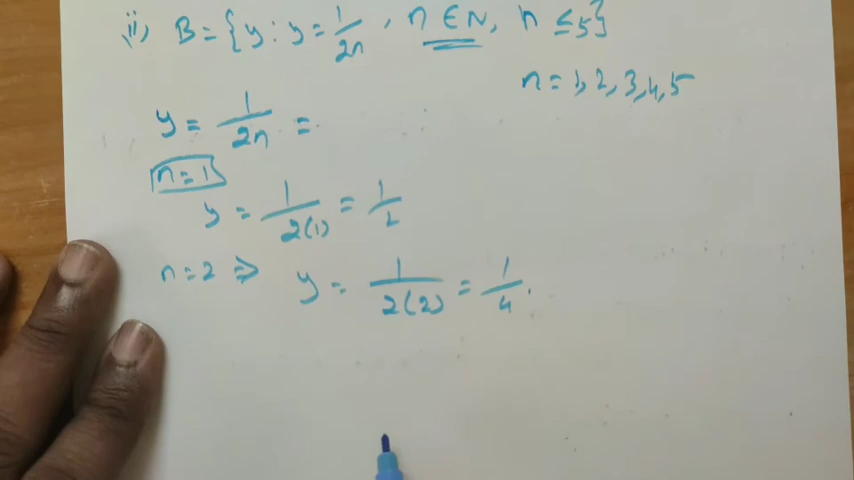 ii) B = {y : y = 1/2n , n ∈ N, n ≤ 5}
n = 1, 2, 3, 4, 5
y = 1/2n =
n = 1
y = 1/2(1) = 1/2
n = 2 ⇒ y = 1/2(2) = 1/4.